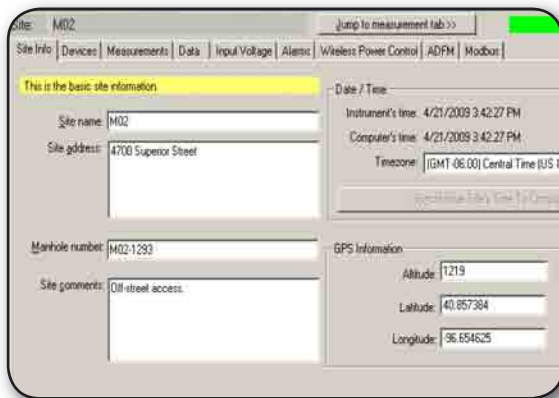 Site: M02
Jump to measurement tab >>
Site Info Devices Measurements Data Input Voltage Alarms Wireless Power Control ADFM Modbus
This is the basic site information.
Site name: M02
Site address: 4700 Superior Street
Manhole number: M02-1293
Site comments: Off-street access.
Date / Time
Instrument's time: 4/21/2009 3:42:27 PM
Computer's time: 4/21/2009 3:42:27 PM
Timezone: (GMT-06:00) Central Time (US &
GPS Information
Altitude: 1219
Latitude: 40.857384
Longitude: -96.654625